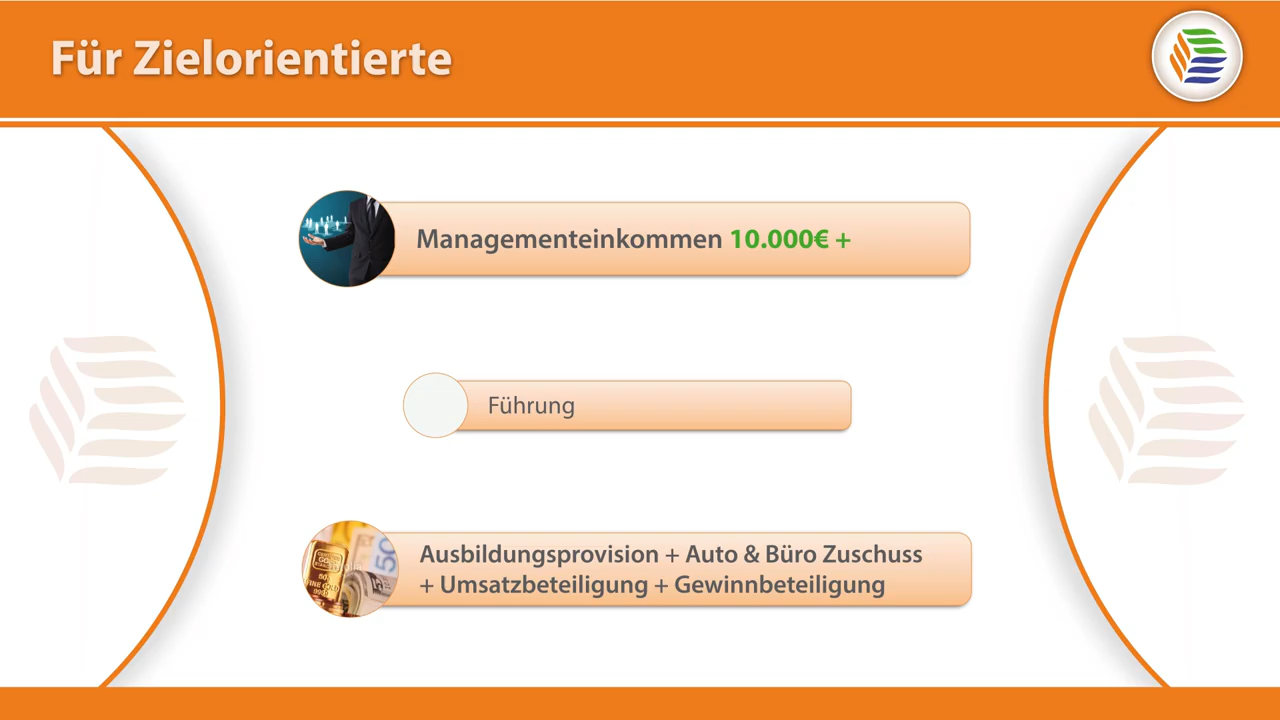 Für Zielorientierte
Managementeinkommen 10.000€ +
Führung
Ausbildungsprovision + Auto & Büro Zuschuss
+ Umsatzbeteiligung + Gewinnbeteiligung